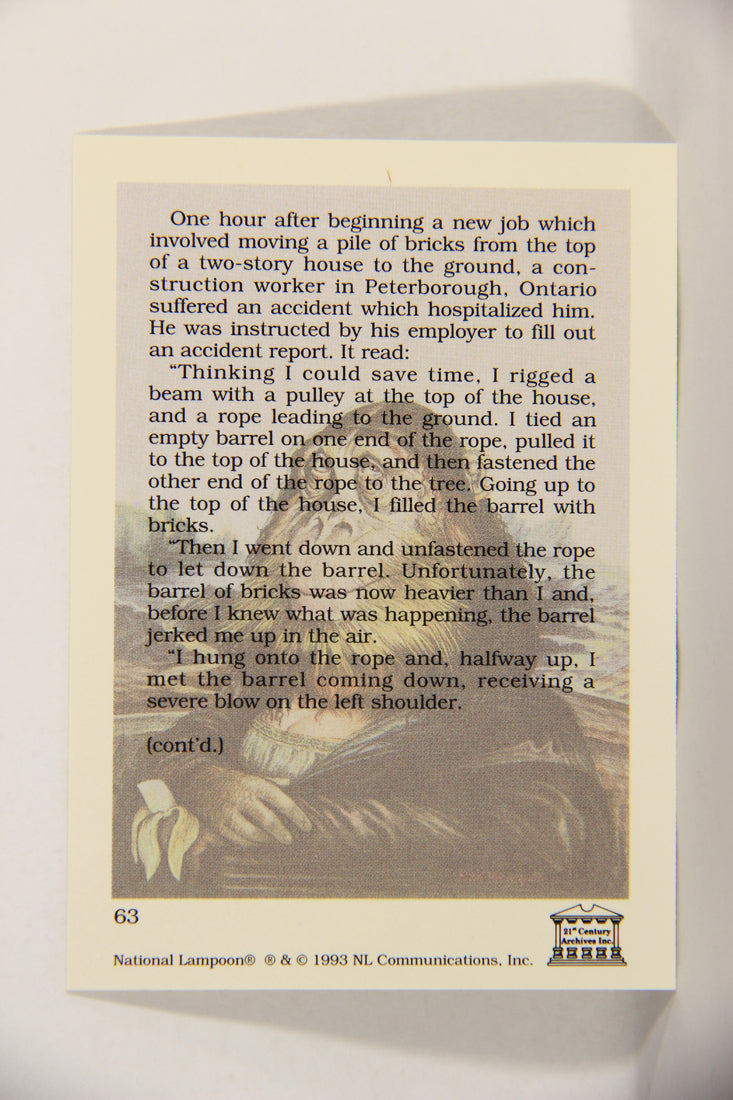 One hour after beginning a new job which
involved moving a pile of bricks from the top
of a two-story house to the ground, a con-
struction worker in Peterborough, Ontario
suffered an accident which hospitalized him.
He was instructed by his employer to fill out
an accident report. It read:
“Thinking I could save time, I rigged a
beam with a pulley at the top of the house,
and a rope leading to the ground. I tied an
empty barrel on one end of the rope, pulled it
to the top of the house, and then fastened the
other end of the rope to the tree. Going up to
the top of the house, I filled the barrel with
bricks.
“Then I went down and unfastened the rope
to let down the barrel. Unfortunately, the
barrel of bricks was now heavier than I and,
before I knew what was happening, the barrel
jerked me up in the air.
“I hung onto the rope and, halfway up, I
met the barrel coming down, receiving a
severe blow on the left shoulder.
(cont’d.)
63
21st Century
Archives Inc.
National Lampoon® ® & © 1993 NL Communications, Inc.